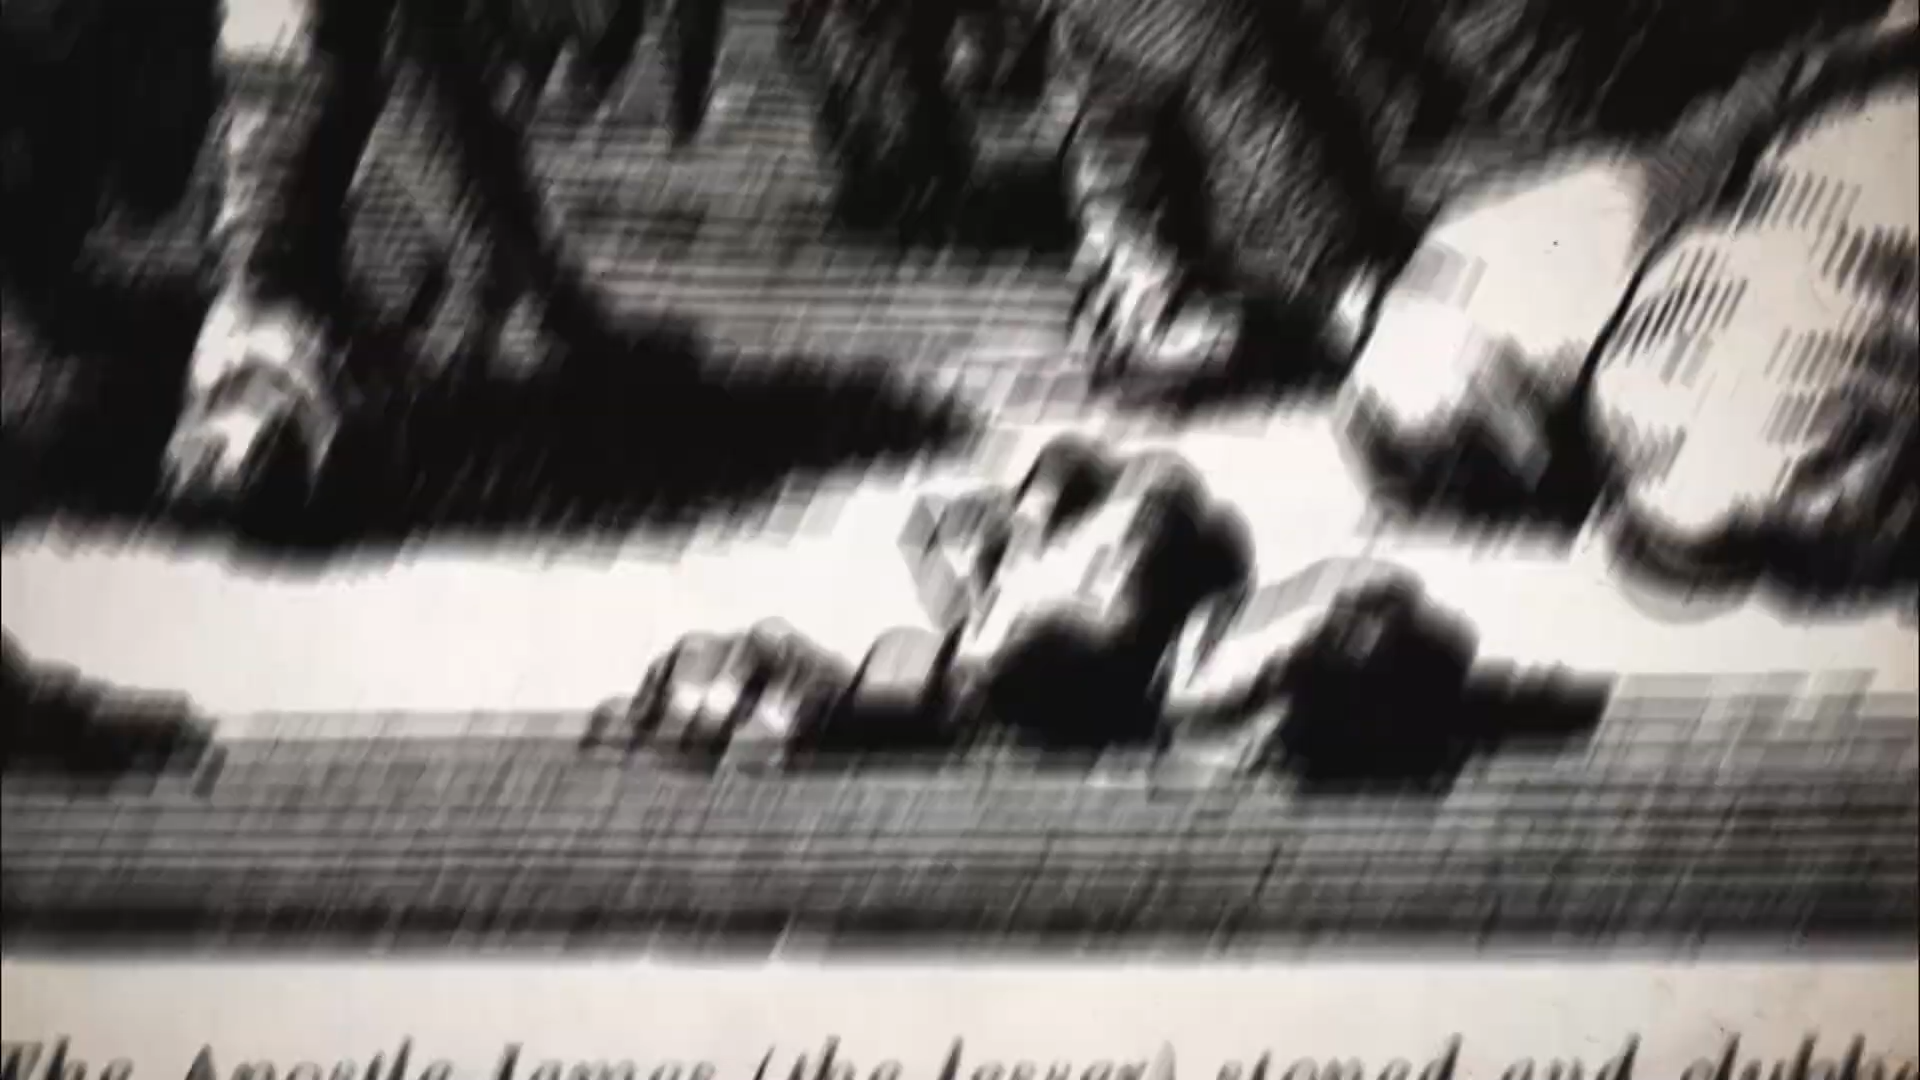 The Apostle James (the lesser) stoned and